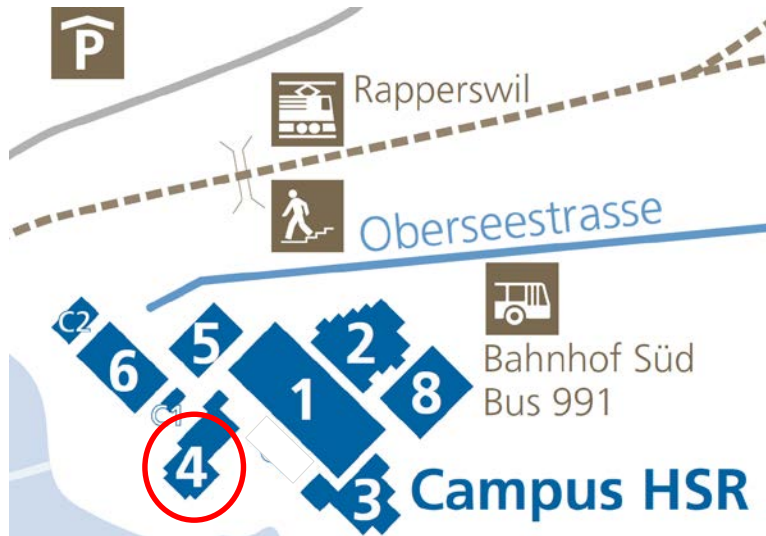 P
Rapperswil
Oberseestrasse
C2
6
5
1
2
8
Bahnhof Süd
Bus 991
C1
4
3
Campus HSR